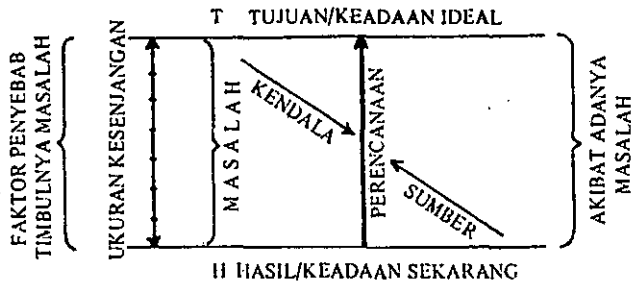 T TUJUAN/KEADAAN IDEAL
FAKTOR PENYEBAB
TIMBULNYA MASALAH
UKURAN KESENJANGAN
MASALAH
KENDALA
PERENCANAAN
SUMBER
AKIBAT ADANYA
MASALAH
H HASIL/KEADAAN SEKARANG